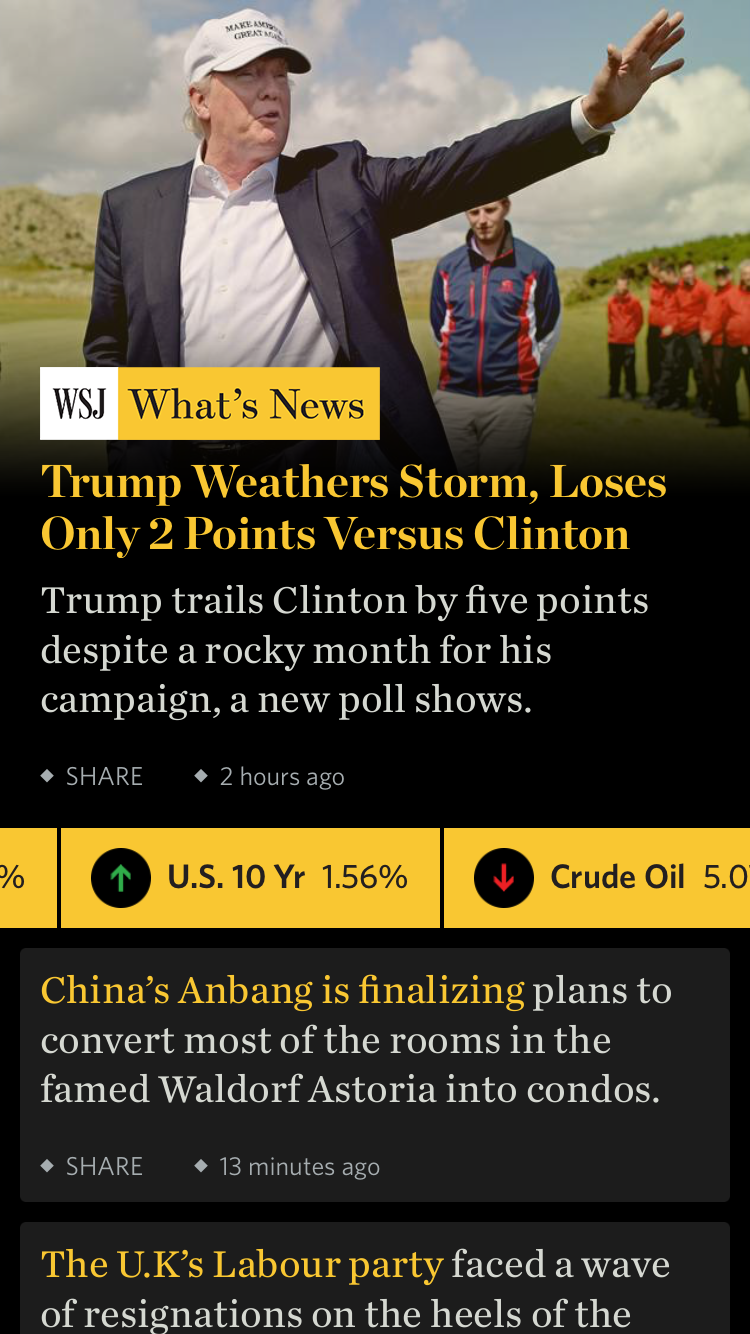 MAKE AMERICA
GREAT AGAIN
WSJ What's News
Trump Weathers Storm, Loses
Only 2 Points Versus Clinton
Trump trails Clinton by five points
despite a rocky month for his
campaign, a new poll shows.
SHARE 2 hours ago
% U.S. 10 Yr 1.56% Crude Oil 5.0
China’s Anbang is finalizing plans to
convert most of the rooms in the
famed Waldorf Astoria into condos.
SHARE 13 minutes ago
The U.K’s Labour party faced a wave
of resignations on the heels of the